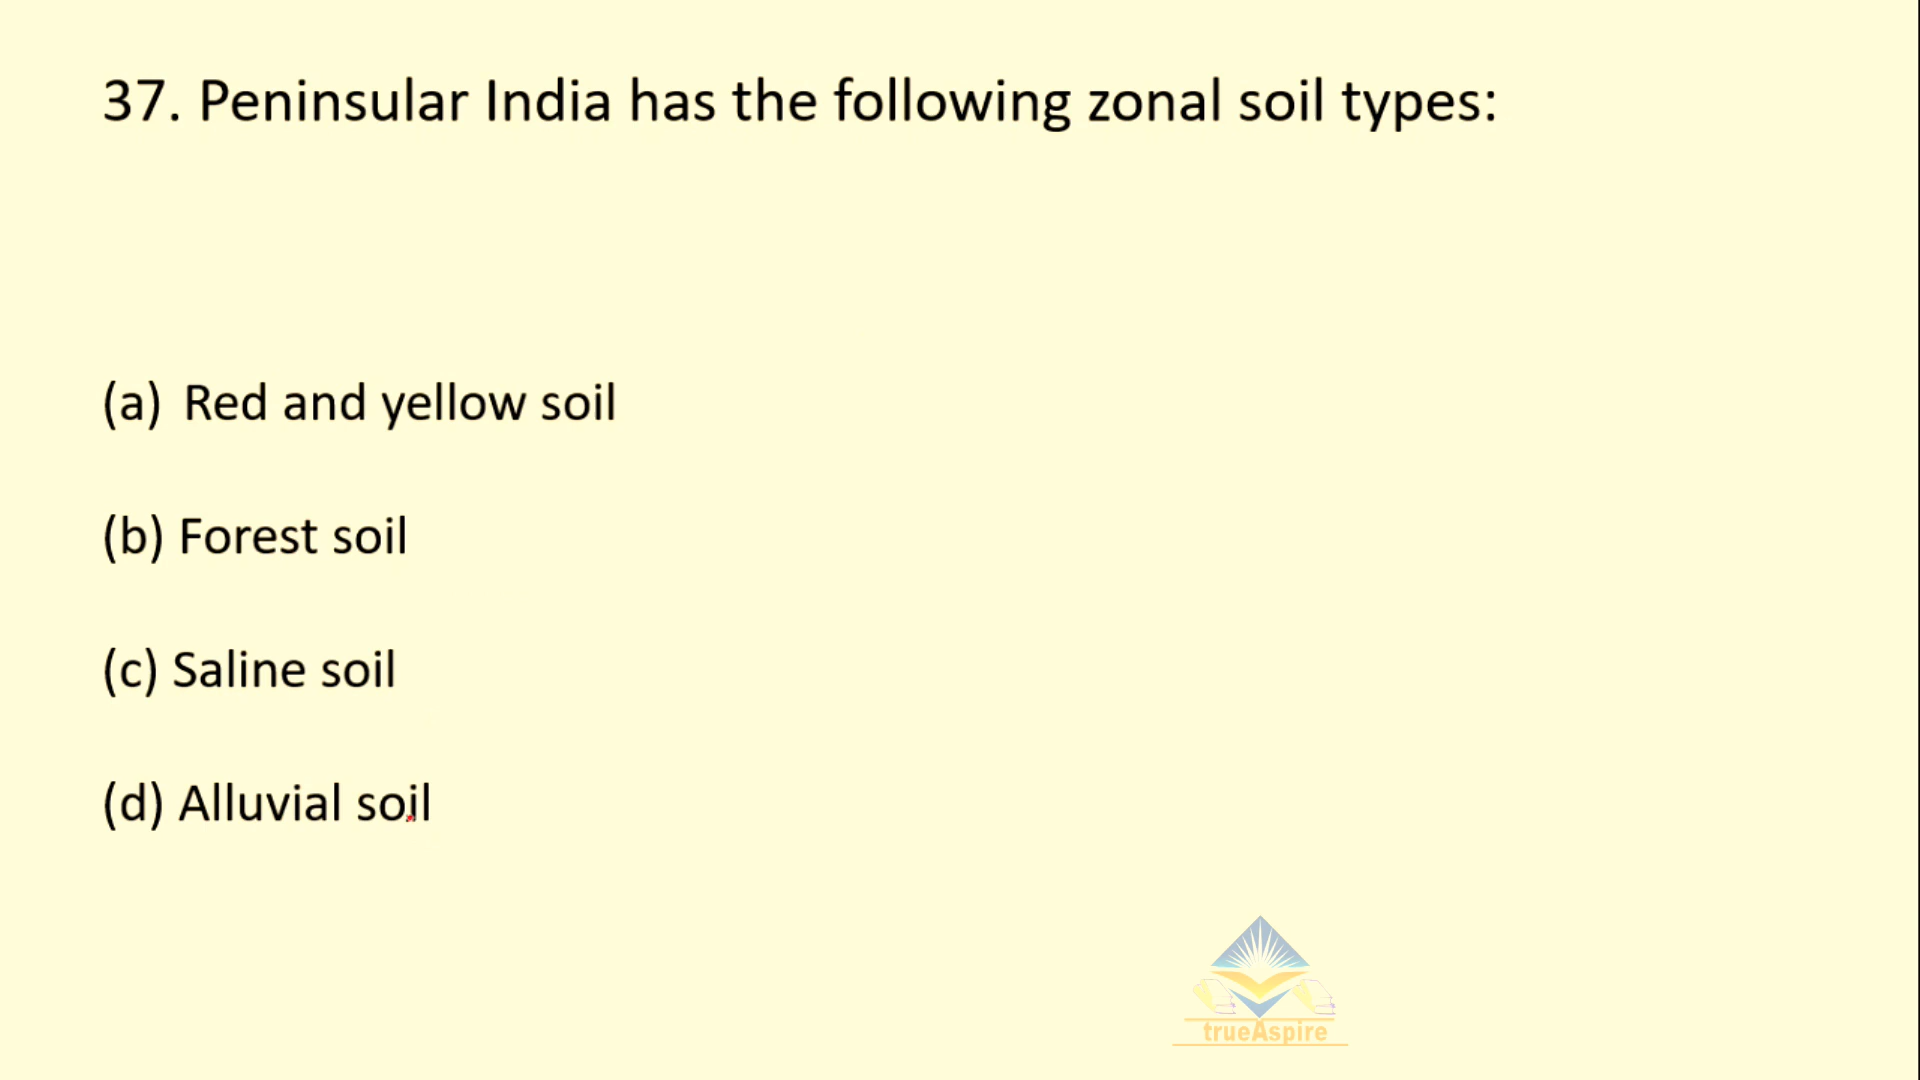 37. Peninsular India has the following zonal soil types:
(a) Red and yellow soil
(b) Forest soil
(c) Saline soil
(d) Alluvial soil
trueAspire